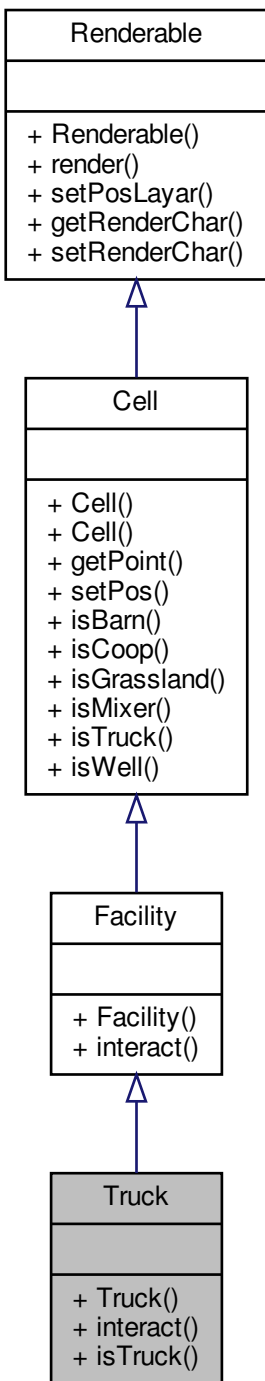 Renderable
+ Renderable()
+ render()
+ setPosLayar()
+ getRenderChar()
+ setRenderChar()
Cell
+ Cell()
+ Cell()
+ getPoint()
+ setPos()
+ isBarn()
+ isCoop()
+ isGrassland()
+ isMixer()
+ isTruck()
+ isWell()
Facility
+ Facility()
+ interact()
Truck
+ Truck()
+ interact()
+ isTruck()